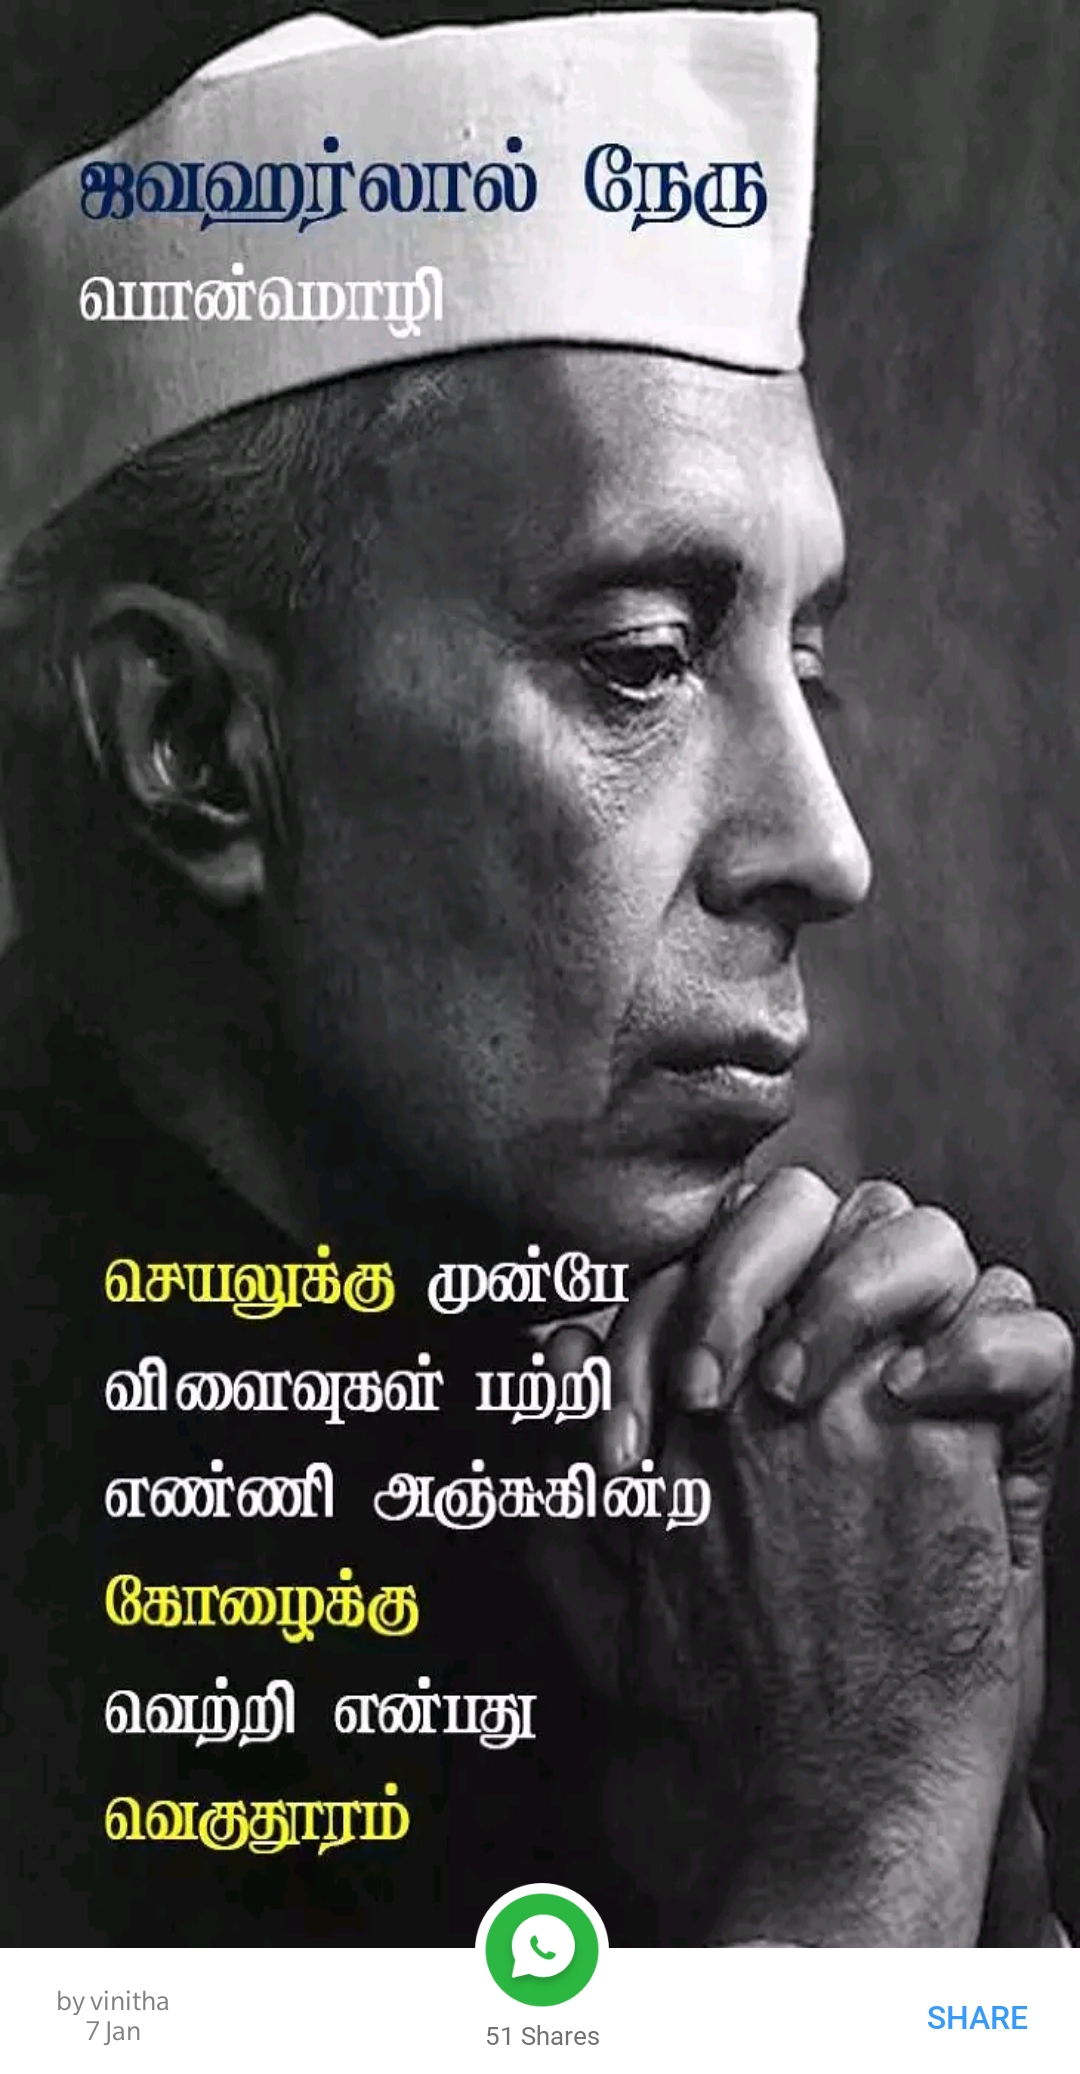 ஜவஹர்லால் நேரு
பொன்மொழி
செயலுக்கு முன்பே
விளைவுகள் பற்றி
எண்ணி அஞ்சுகின்ற
கோழைக்கு
வெற்றி என்பது
வெகுதூரம்
by vinitha
7 Jan
51 Shares
SHARE